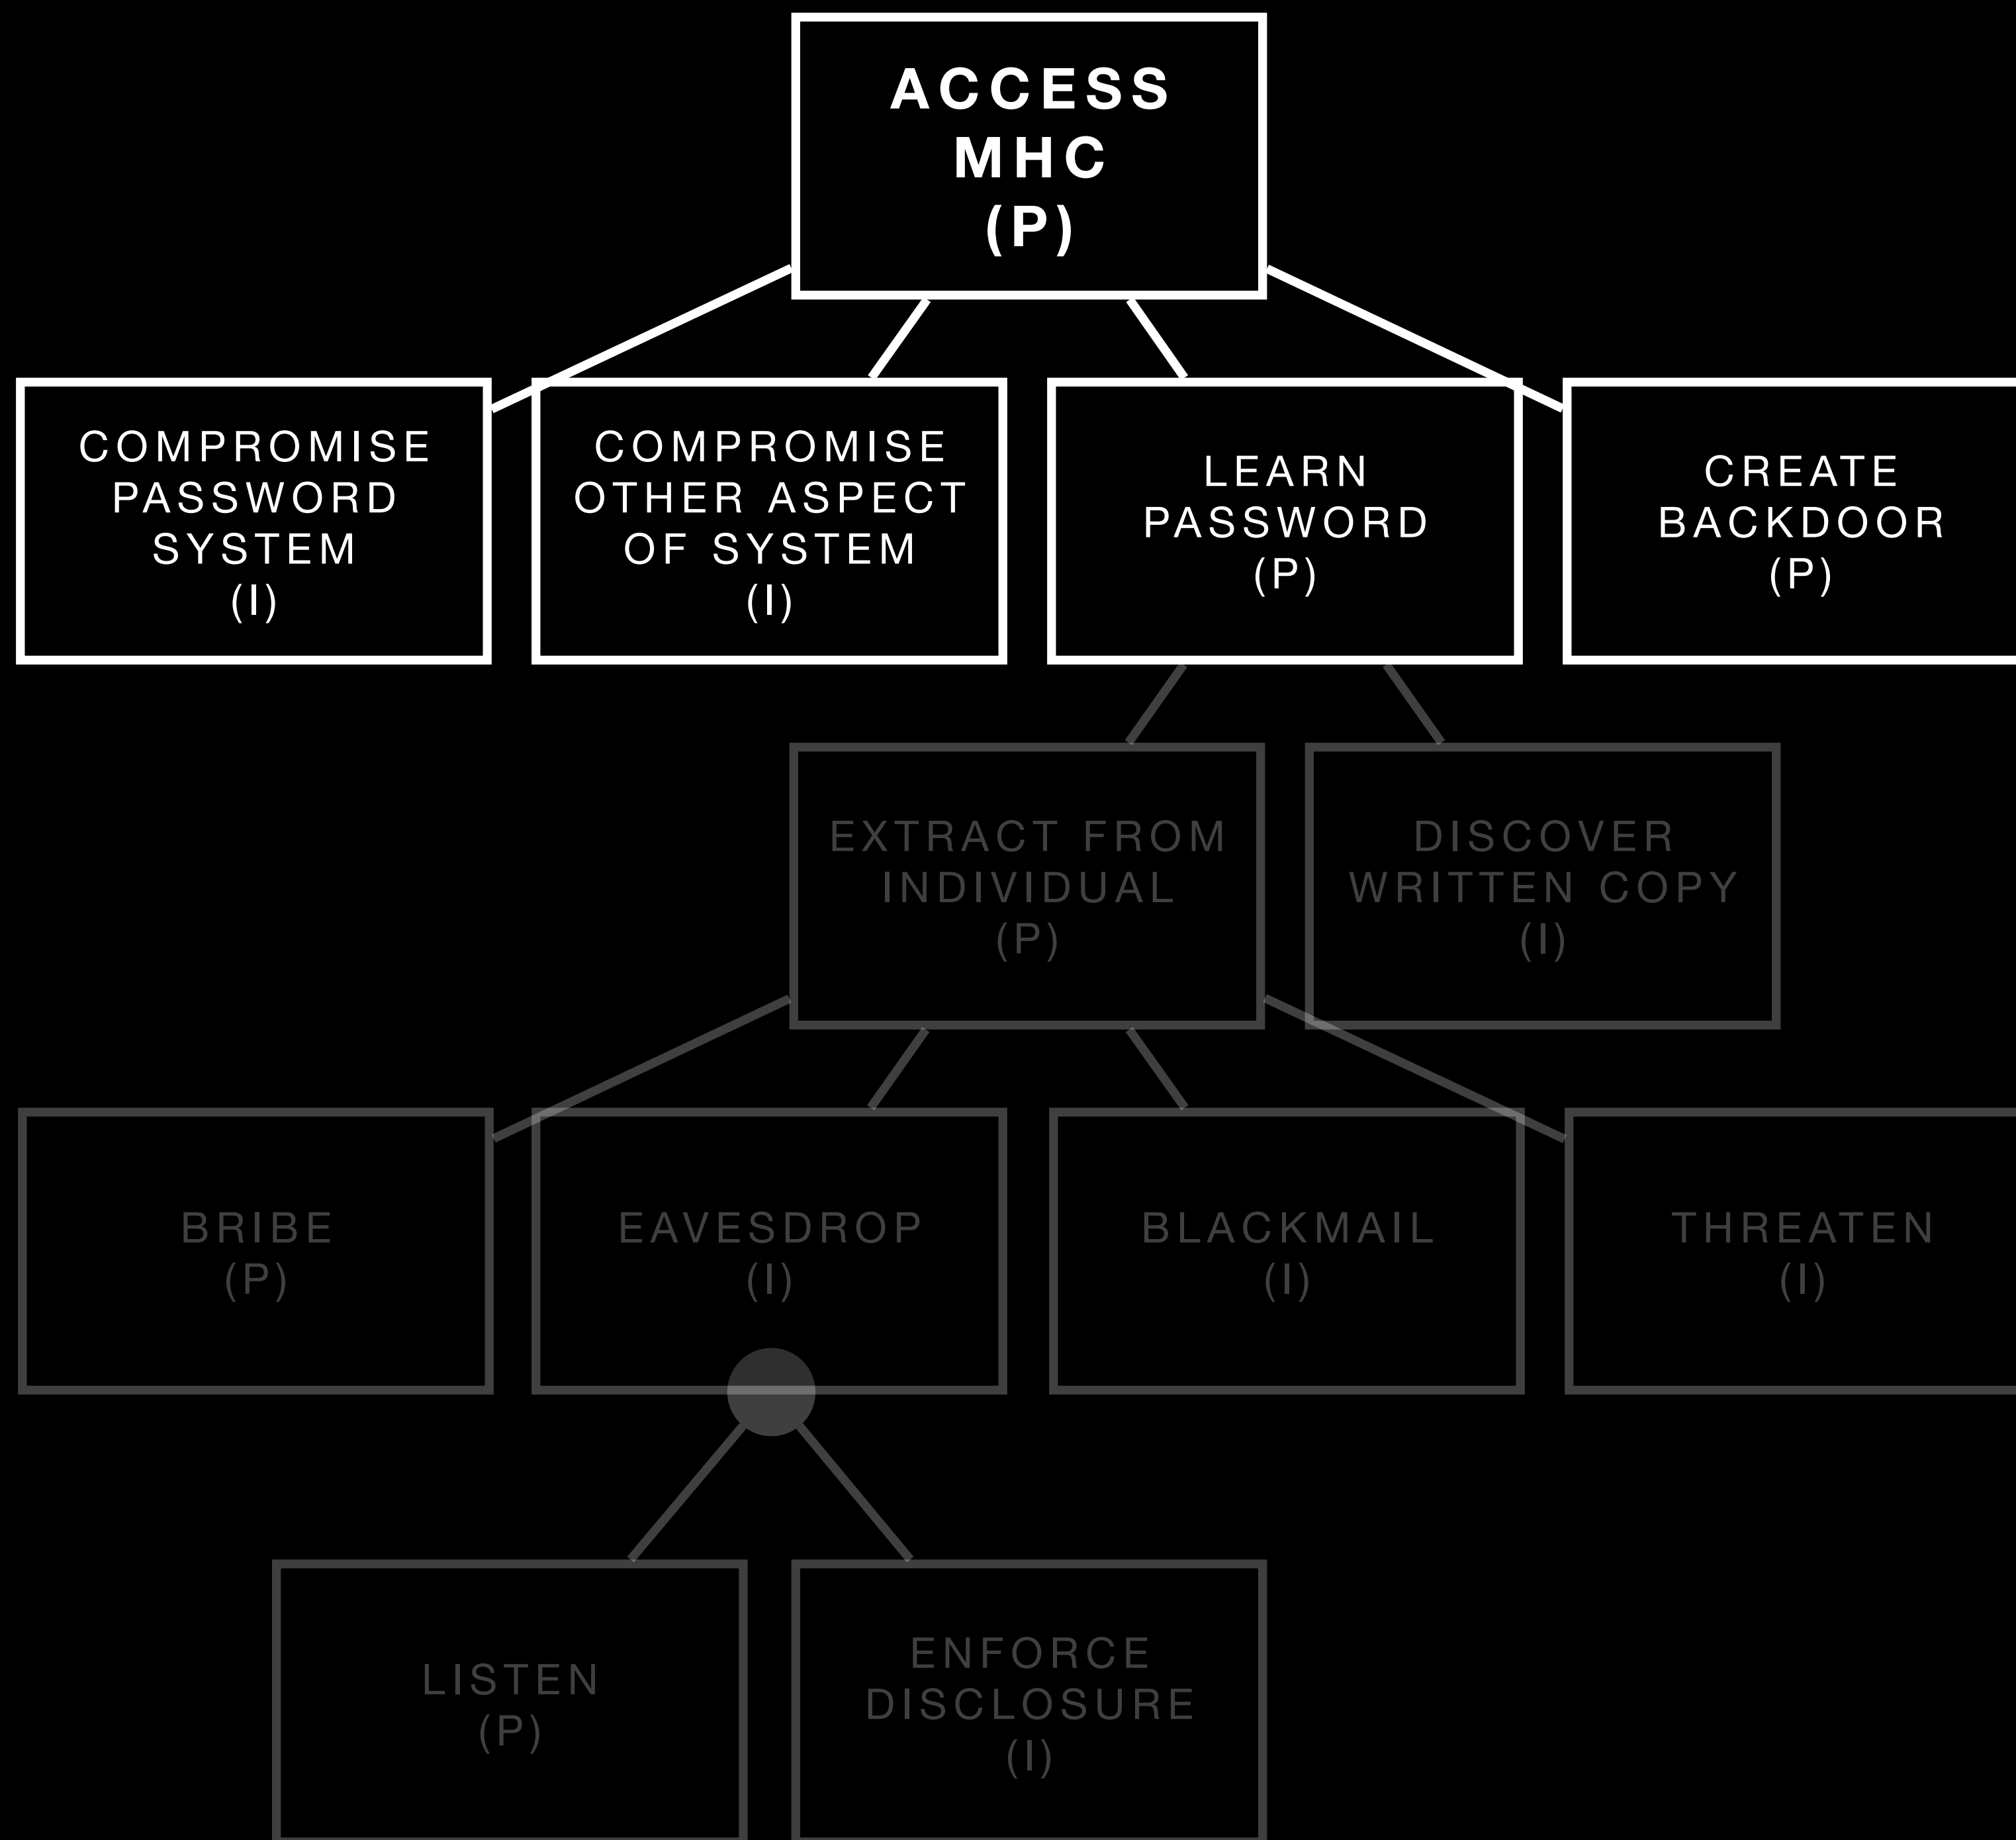 ACCESS
MHC
(P)
COMPROMISE
PASSWORD
SYSTEM
(I)
COMPROMISE
OTHER ASPECT
OF SYSTEM
(I)
LEARN
PASSWORD
(P)
CREATE
BACKDOOR
(P)
EXTRACT FROM
INDIVIDUAL
(P)
DISCOVER
WRITTEN COPY
(I)
BRIBE
(P)
EAVESDROP
(I)
BLACKMAIL
(I)
THREATEN
(I)
LISTEN
(P)
ENFORCE
DISCLOSURE
(I)